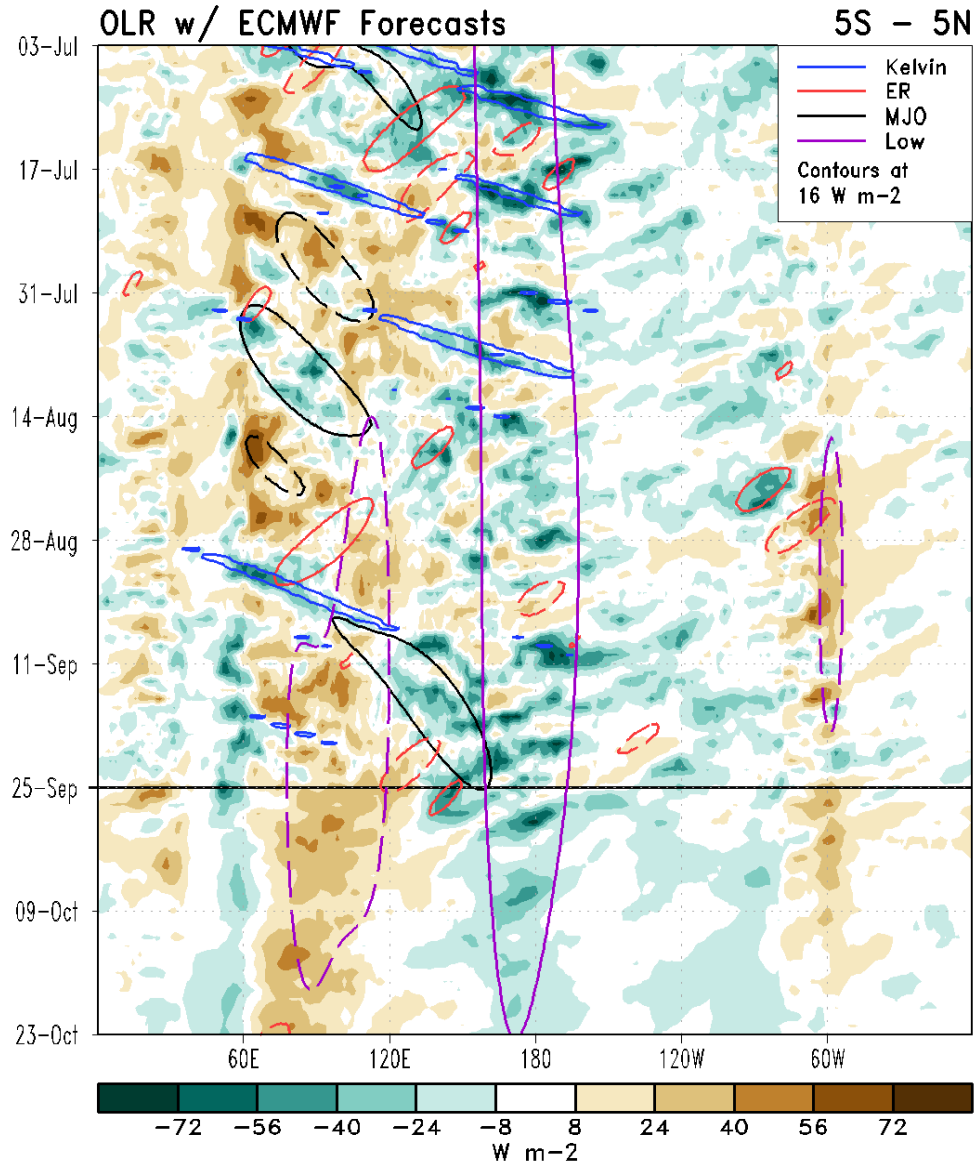 OLR w/ ECMWF Forecasts 5S - 5N
03-Jul
17-Jul
31-Jul
14-Aug
28-Aug
11-Sep
25-Sep
09-Oct
23-Oct
Kelvin
ER
MJO
Low
Contours at
16 W m-2
60E 120E 180 120W 60W
-72 -56 -40 -24 -8 8 24 40 56 72
W m-2